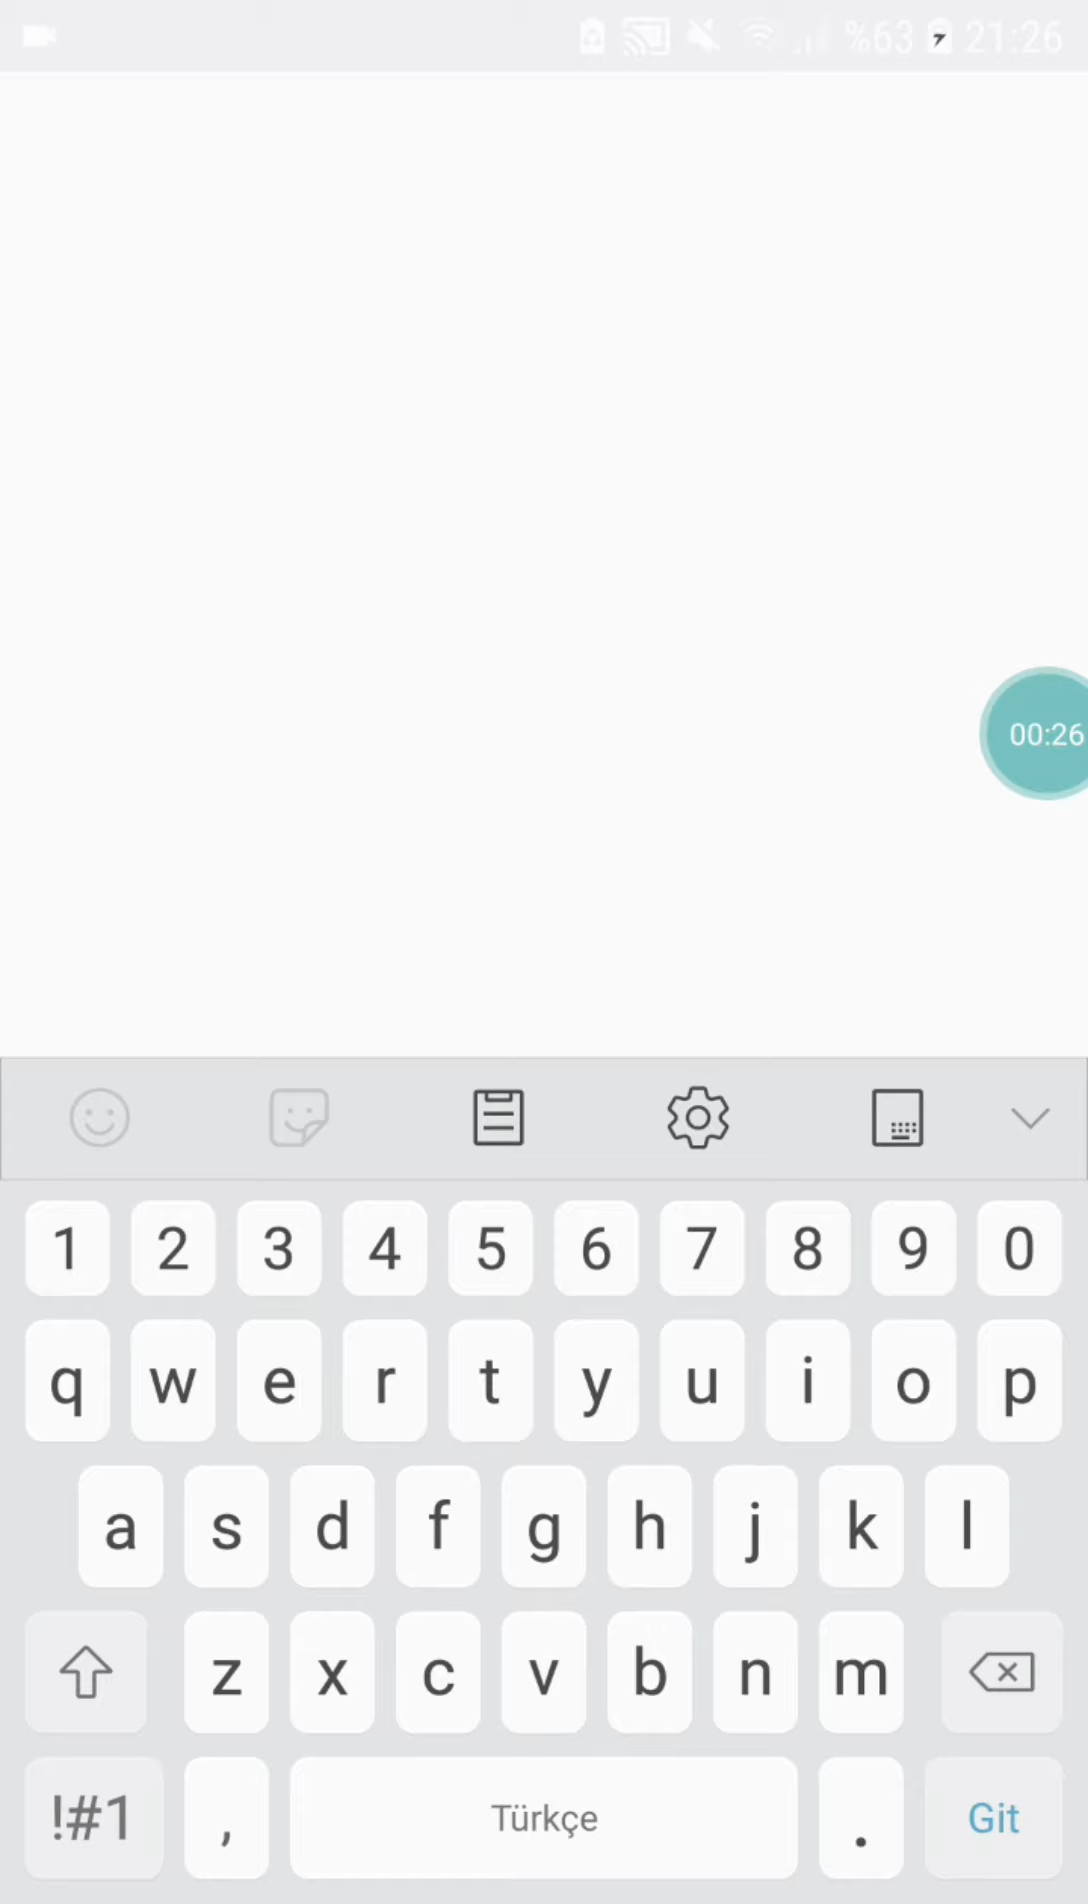 %63 21:26
00:26
1 2 3 4 5 6 7 8 9 0
q w e r t y u i o p
a s d f g h j k l
z x c v b n m
!#1 , Türkçe . Git